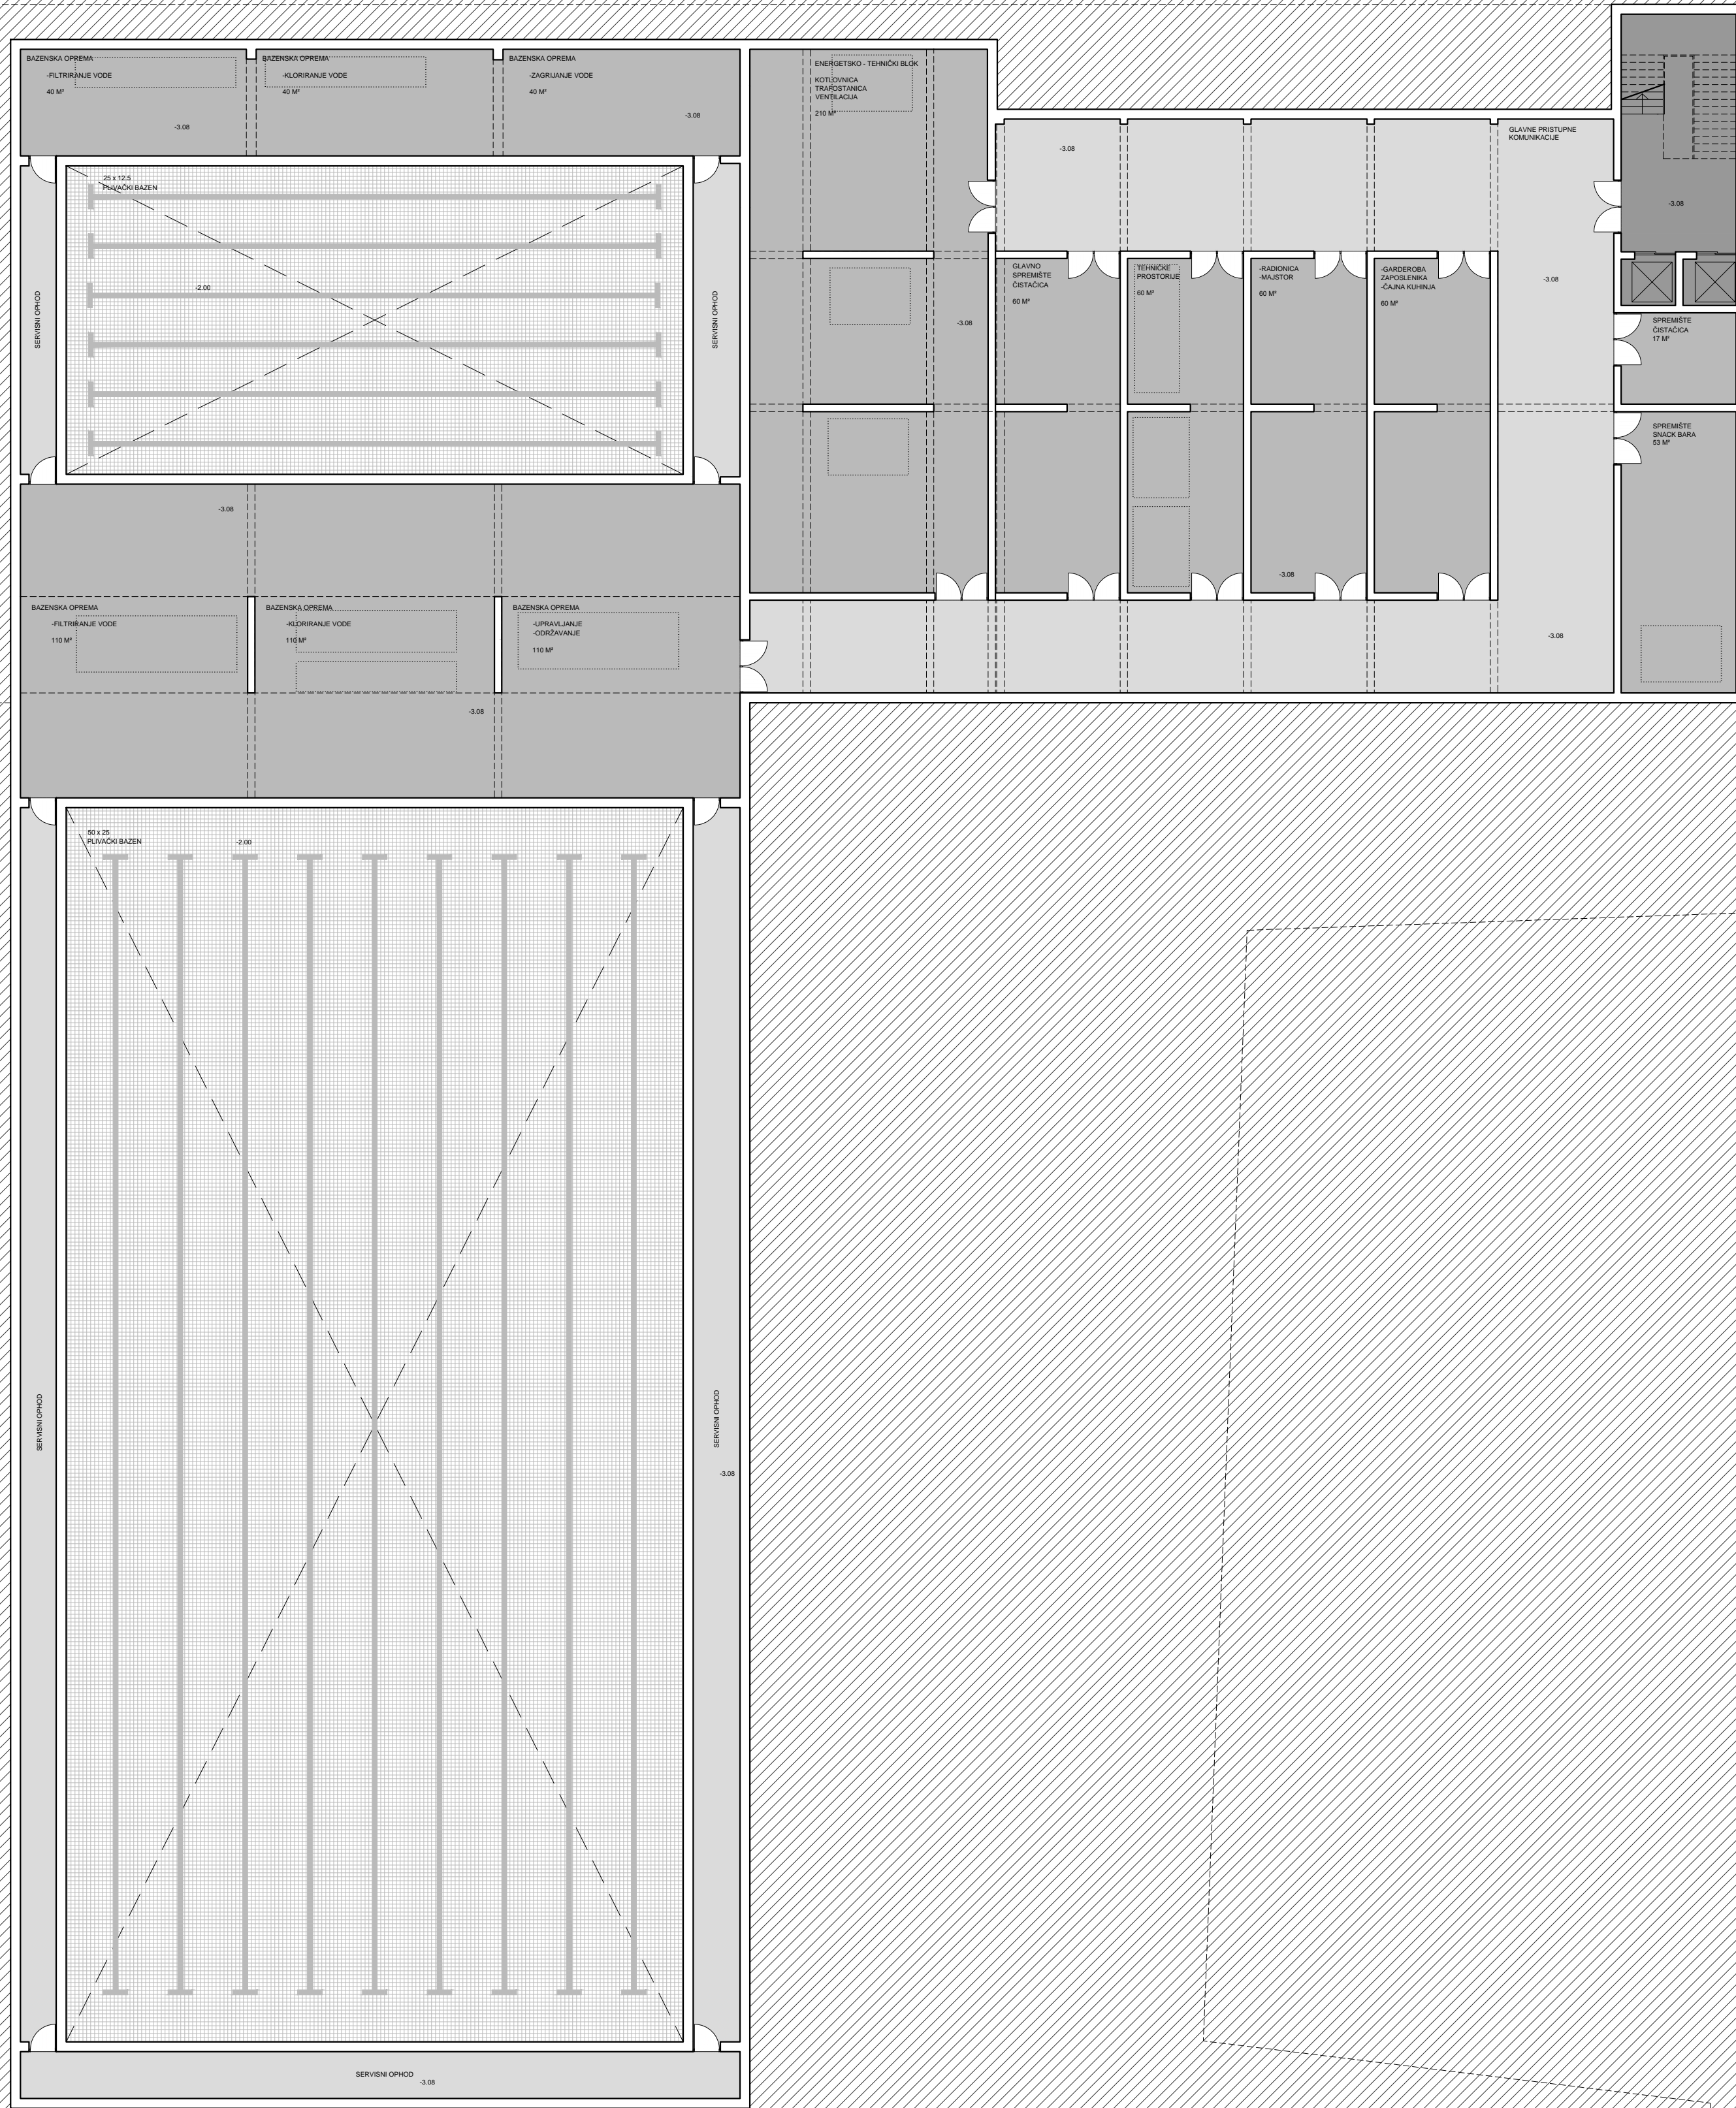 BAZENSKA OPREMA
-FILTRIRANJE VODE
40 M²
-3.08
BAZENSKA OPREMA
-KLORIRANJE VODE
40 M²
BAZENSKA OPREMA
-ZAGRIJANJE VODE
40 M²
-3.08
ENERGETSKO - TEHNIČKI BLOK
KOTLOVNICA
TRAFOSTANICA
VENTILACIJA
210 M²
-3.08
-3.08
GLAVNE PRISTUPNE
KOMUNIKACIJE
-3.08
25 x 12.5
PLIVAČKI BAZEN
-2.00
SERVISNI OPHOD
SERVISNI OPHOD
GLAVNO
SPREMIŠTE
ČISTAČICA
60 M²
TEHNIČKE
PROSTORIJE
60 M²
-RADIONICA
-MAJSTOR
60 M²
-GARDEROBA
ZAPOSLENIKA
-ČAJNA KUHINJA
60 M²
-3.08
SPREMIŠTE
ČISTAČICA
17 M²
SPREMIŠTE
SNACK BARA
53 M²
-3.08
-3.08
-3.08
BAZENSKA OPREMA
-FILTRIRANJE VODE
110 M²
BAZENSKA OPREMA
-KLORIRANJE VODE
110 M²
BAZENSKA OPREMA
-UPRAVLJANJE
-ODRŽAVANJE
110 M²
-3.08
50 x 25
PLIVAČKI BAZEN
-2.00
SERVISNI OPHOD
SERVISNI OPHOD
-3.08
SERVISNI OPHOD
-3.08